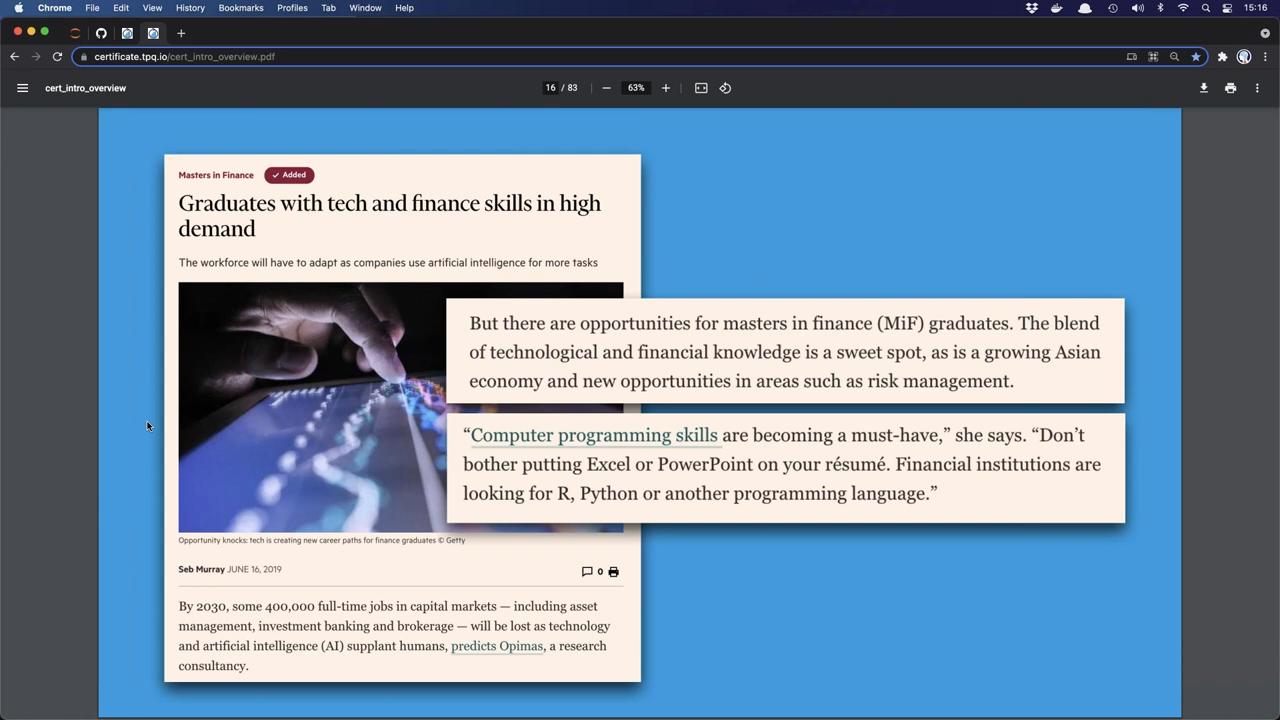 Chrome File Edit View History Bookmarks Profiles Tab Window Help 15:16
certificate.tpq.io/cert_intro_overview.pdf
cert_intro_overview 16 / 83 63%
Masters in Finance Added
Graduates with tech and finance skills in high
demand
The workforce will have to adapt as companies use artificial intelligence for more tasks
But there are opportunities for masters in finance (MiF) graduates. The blend
of technological and financial knowledge is a sweet spot, as is a growing Asian
economy and new opportunities in areas such as risk management.
“Computer programming skills are becoming a must-have,” she says. “Don’t
bother putting Excel or PowerPoint on your résumé. Financial institutions are
looking for R, Python or another programming language.”
Opportunity knocks: tech is creating new career paths for finance graduates © Getty
Seb Murray JUNE 16, 2019 0
By 2030, some 400,000 full-time jobs in capital markets — including asset
management, investment banking and brokerage — will be lost as technology
and artificial intelligence (AI) supplant humans, predicts Opimas, a research
consultancy.